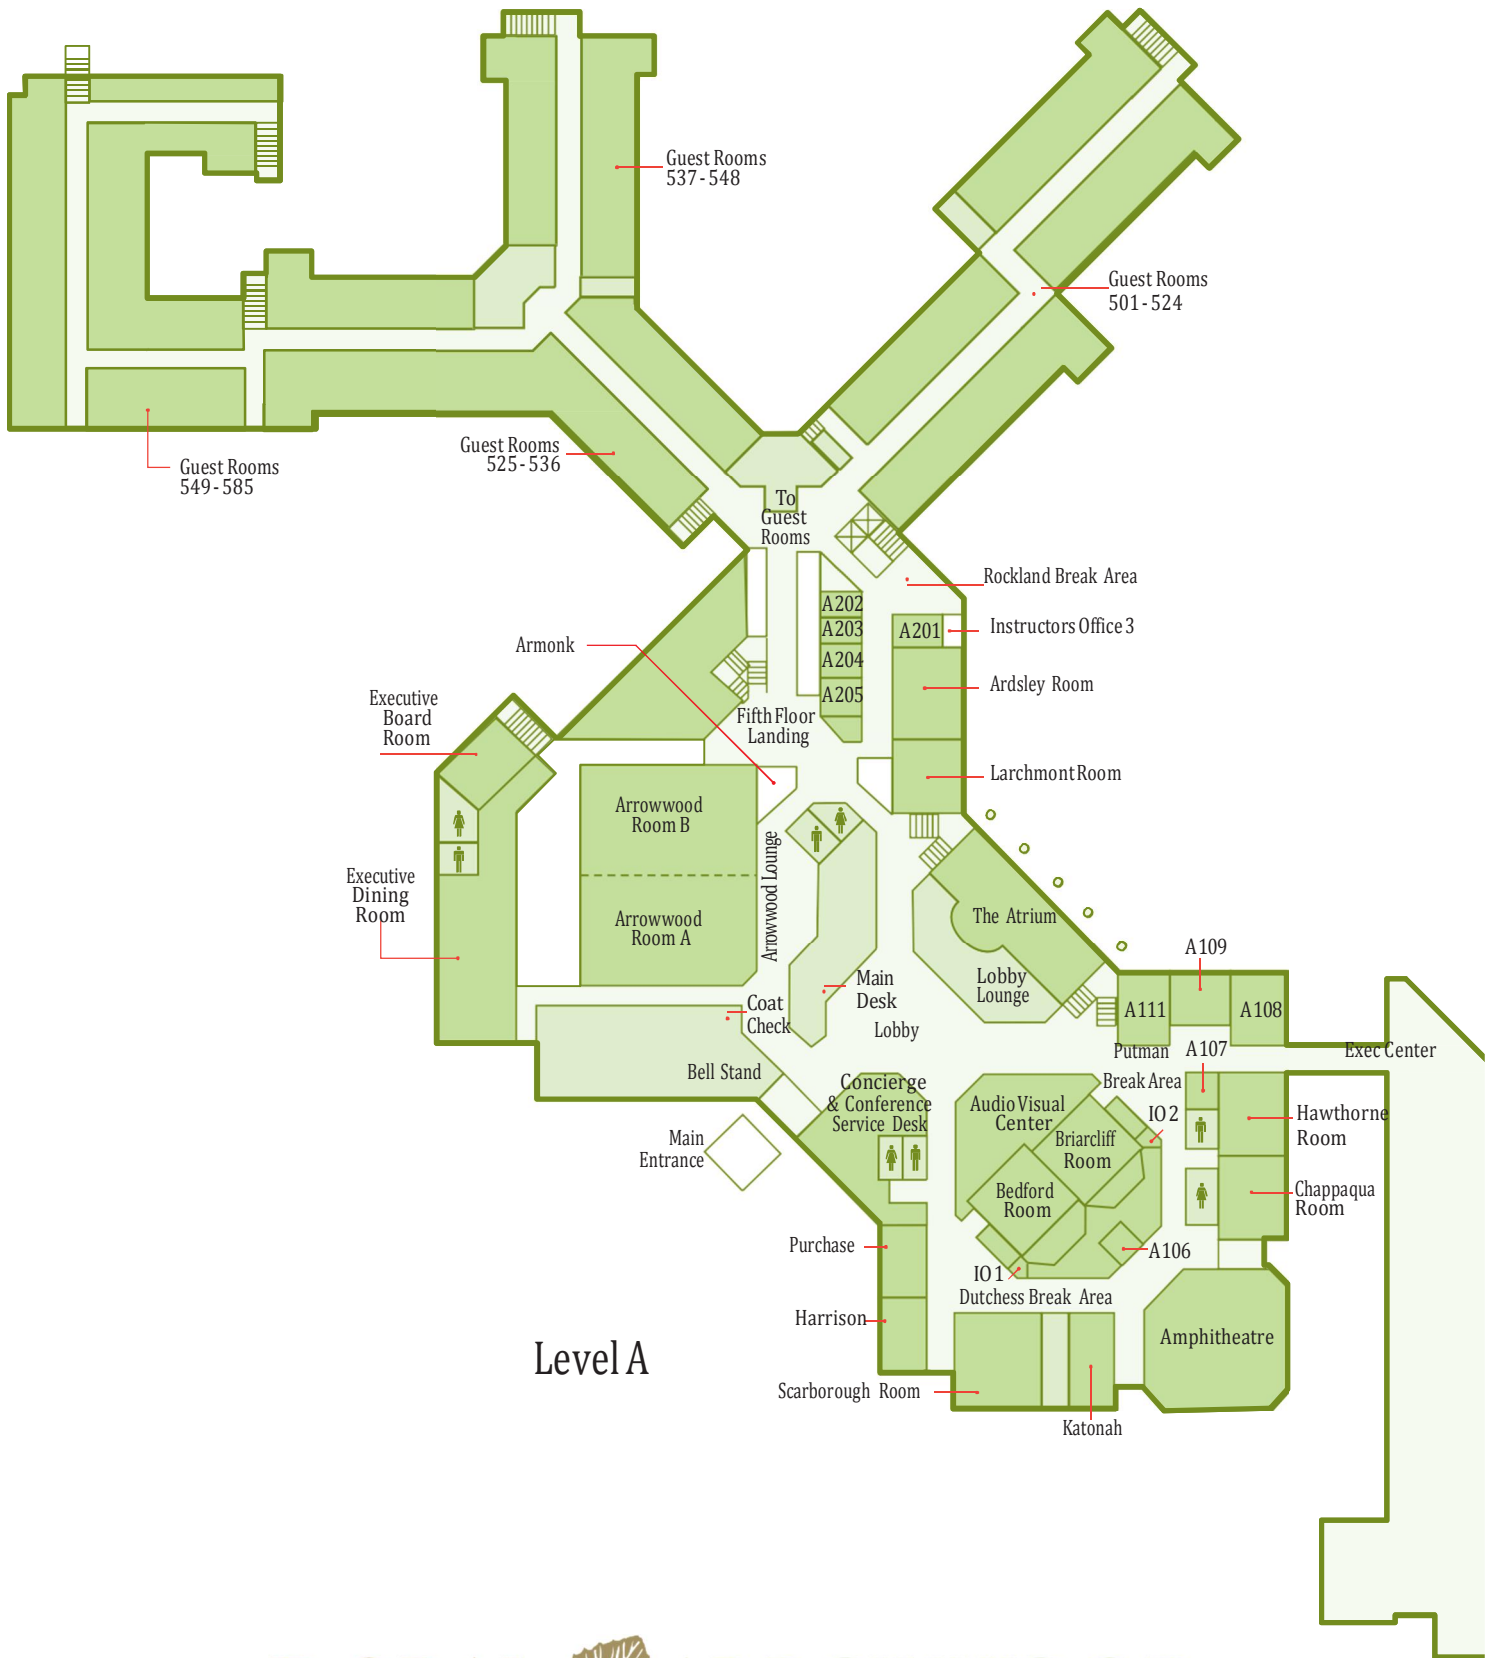 Guest Rooms
537-548
Guest Rooms
501-524
Guest Rooms
525-536
Guest Rooms
549-585
To
Guest
Rooms
Rockland Break Area
A202
A203
A201
Instructors Office 3
Armonk
A204
Ardsley Room
A205
Executive
Board
Room
Fifth Floor
Landing
Larchmont Room
Arrowwood
Room B
Arrowwood Lounge
Executive
Dining
Room
Arrowwood
Room A
The Atrium
A109
Main
Desk
Lobby
Lounge
Coat
Check
Lobby
A111
A108
Putman
Break Area
A107
Exec Center
Bell Stand
Concierge
& Conference
Service Desk
Audio Visual
Center
IO 2
Hawthorne
Room
Main
Entrance
Briarcliff
Room
Bedford
Room
Chappaqua
Room
Purchase
A106
IO 1
Dutchess Break Area
Harrison
Amphitheatre
Level A
Scarborough Room
Katonah